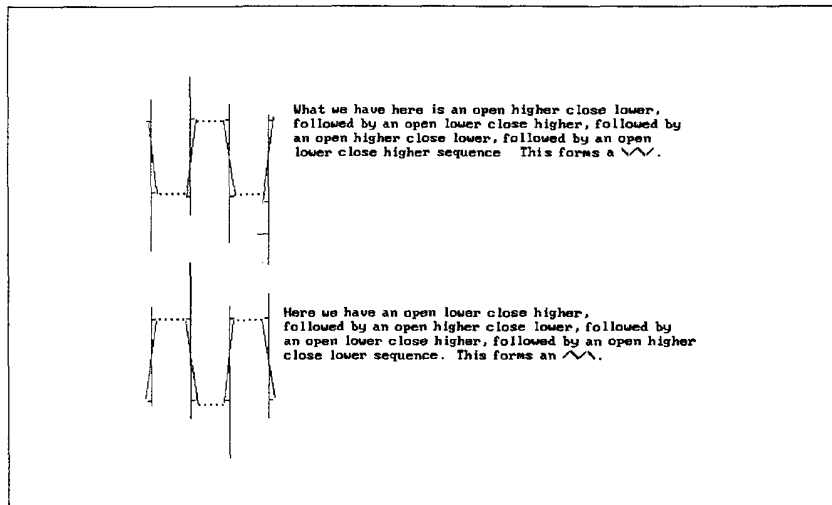 What we have here is an open higher close lower,
followed by an open lower close higher, followed by
an open higher close lower, followed by an open
lower close higher sequence This forms a \/\/.
Here we have an open lower close higher,
followed by an open higher close lower, followed by
an open lower close higher, followed by an open higher
close lower sequence. This forms an /\/\.